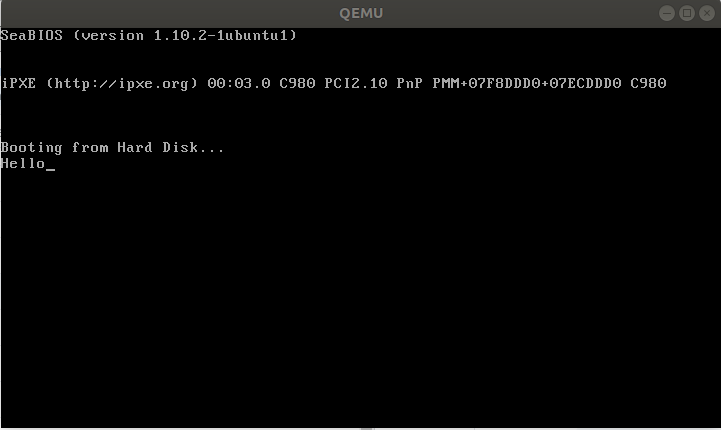 QEMU
SeaBIOS (version 1.10.2-1ubuntu1)
iPXE (http://ipxe.org) 00:03.0 C980 PCI2.10 PnP PMM+07F8DDD0+07ECDDD0 C980
Booting from Hard Disk...
Hello_